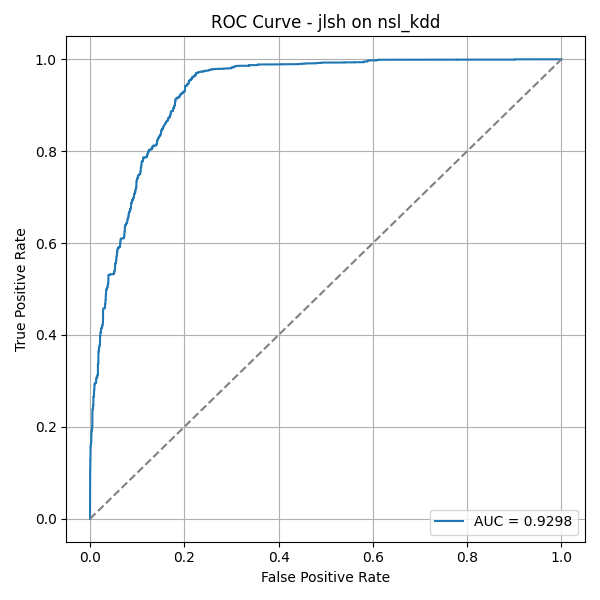 ROC Curve - jlsh on nsl_kdd
True Positive Rate
1.0
0.8
0.6
0.4
0.2
0.0
AUC = 0.9298
0.0 0.2 0.4 0.6 0.8 1.0
False Positive Rate